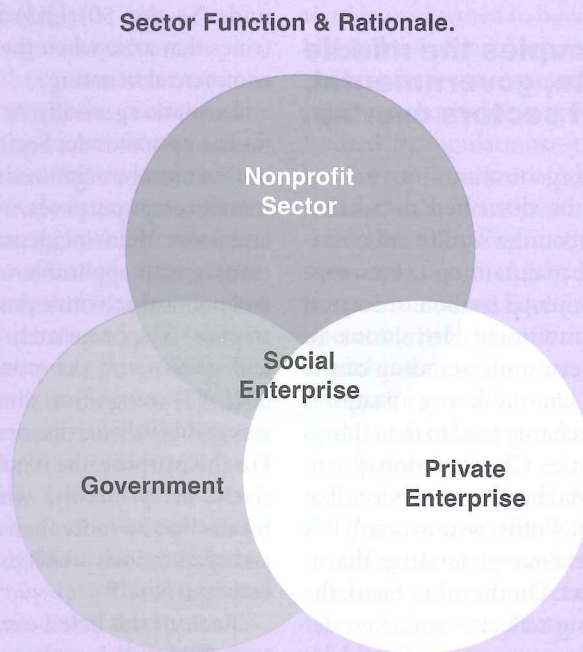 Sector Function & Rationale.
Nonprofit
Sector
Social
Enterprise
Government
Private
Enterprise